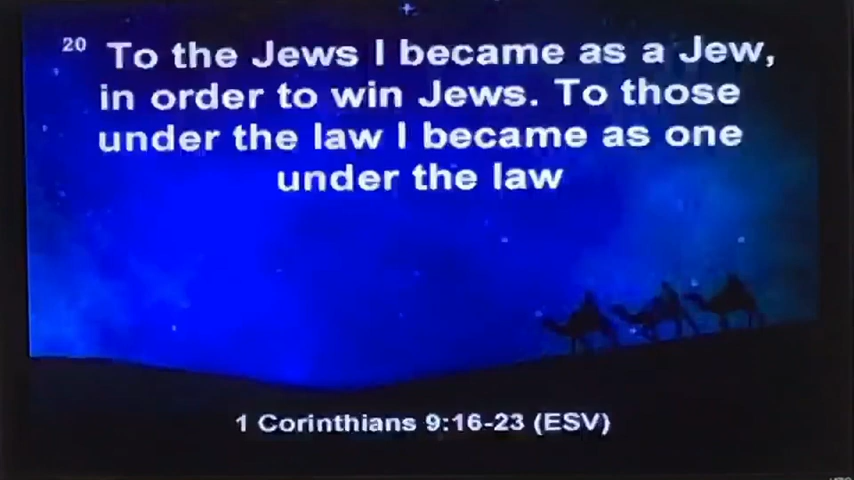 20 To the Jews I became as a Jew,
in order to win Jews. To those
under the law I became as one
under the law
1 Corinthians 9:16-23 (ESV)